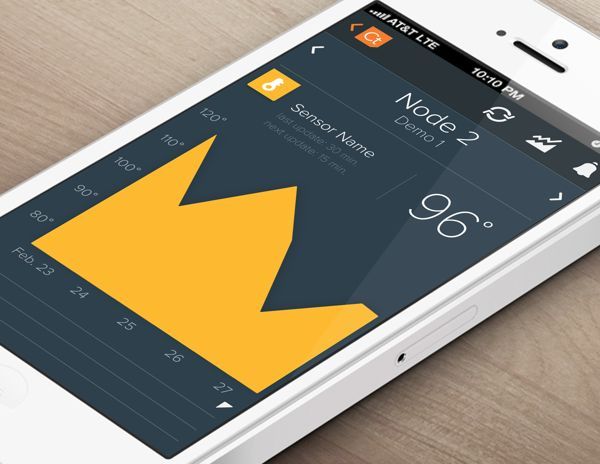 AT&T LTE
10:10 PM
Ct
Node 2
Demo 1
Sensor Name
last update: 30 min
next update: 15 min.
96°
120°
110°
100°
90°
80°
Feb. 23
24
25
26
27